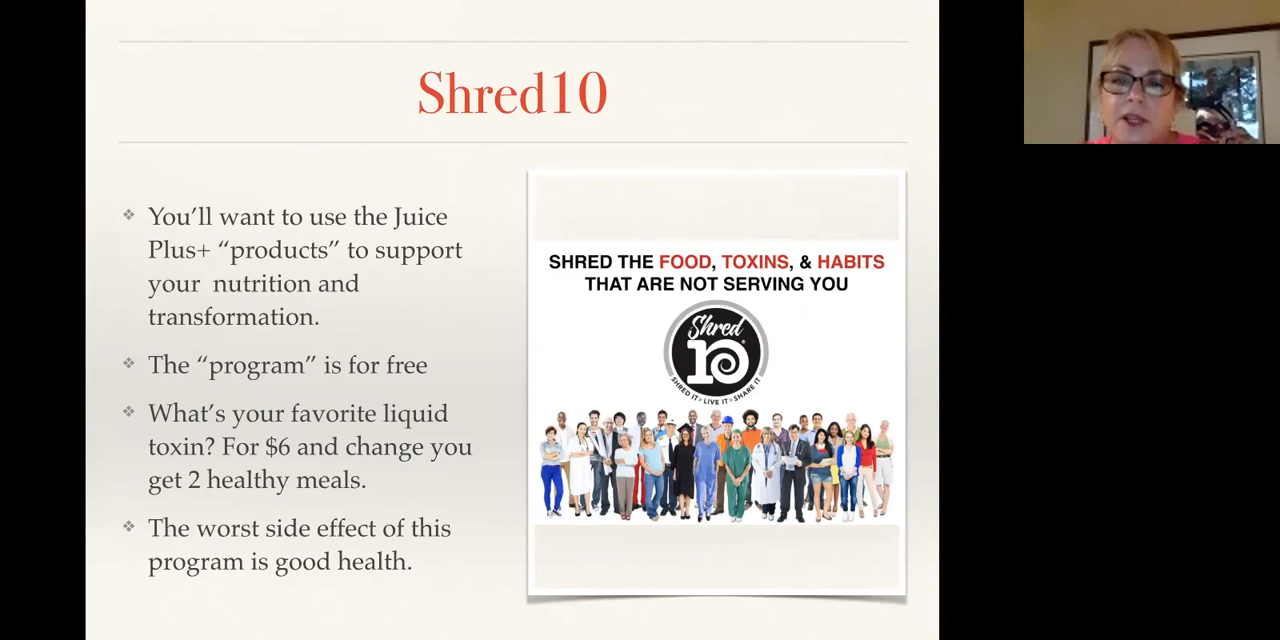 Shred10
❖ You’ll want to use the Juice
Plus+ “products” to support
your nutrition and
transformation.
❖ The “program” is for free
❖ What’s your favorite liquid
toxin? For $6 and change you
get 2 healthy meals.
❖ The worst side effect of this
program is good health.
SHRED THE FOOD, TOXINS, & HABITS
THAT ARE NOT SERVING YOU
Shred
10®
SHRED IT > LIVE IT > SHARE IT